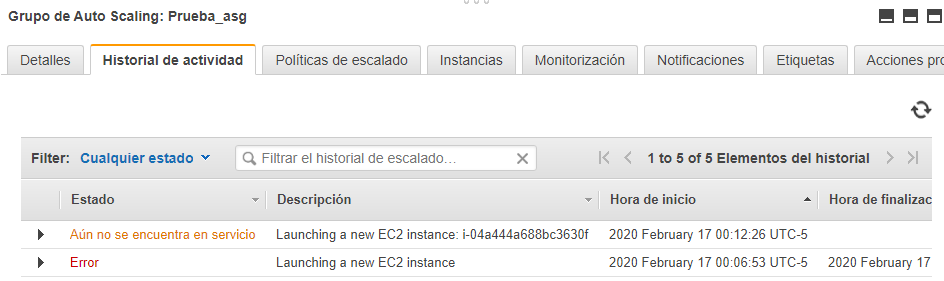 Grupo de Auto Scaling: Prueba_asg
Detalles Historial de actividad Políticas de escalado Instancias Monitorización Notificaciones Etiquetas Acciones pro
Filter: Cualquier estado Filtrar el historial de escalado… 1 to 5 of 5 Elementos del historial
Estado Descripción Hora de inicio Hora de finalizac
Aún no se encuentra en servicio Launching a new EC2 instance: i-04a444a688bc3630f 2020 February 17 00:12:26 UTC-5
Error Launching a new EC2 instance 2020 February 17 00:06:53 UTC-5 2020 February 17